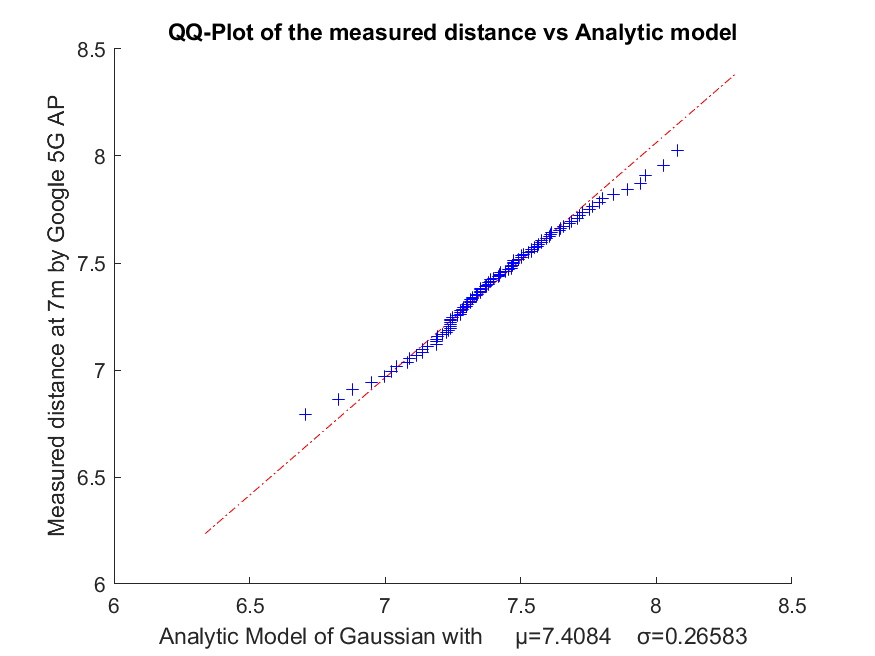 QQ-Plot of the measured distance vs Analytic model
8.5
8
7.5
7
6.5
6
Measured distance at 7m by Google 5G AP
6 6.5 7 7.5 8 8.5
Analytic Model of Gaussian with μ=7.4084 σ=0.26583